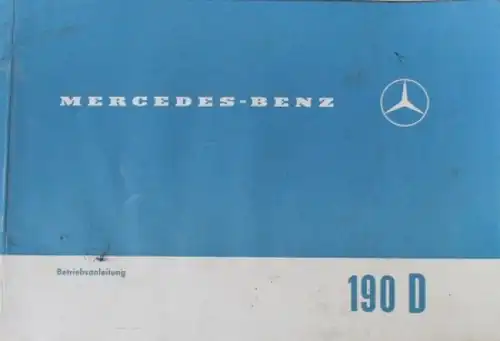 MERCEDES-BENZ
Betriebsanleitung
190 D